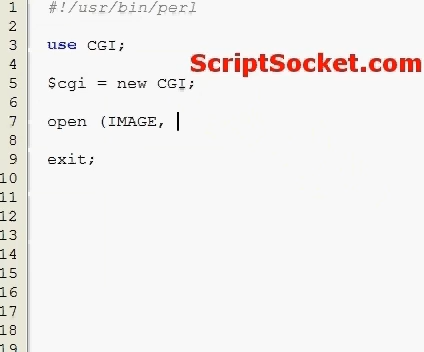 1 #!/usr/bin/perl
2
3 use CGI;
ScriptSocket.com
4
5 $cgi = new CGI;
6
7 open (IMAGE,
8
9 exit;
10
11
12
13
14
15
16
17
18
19